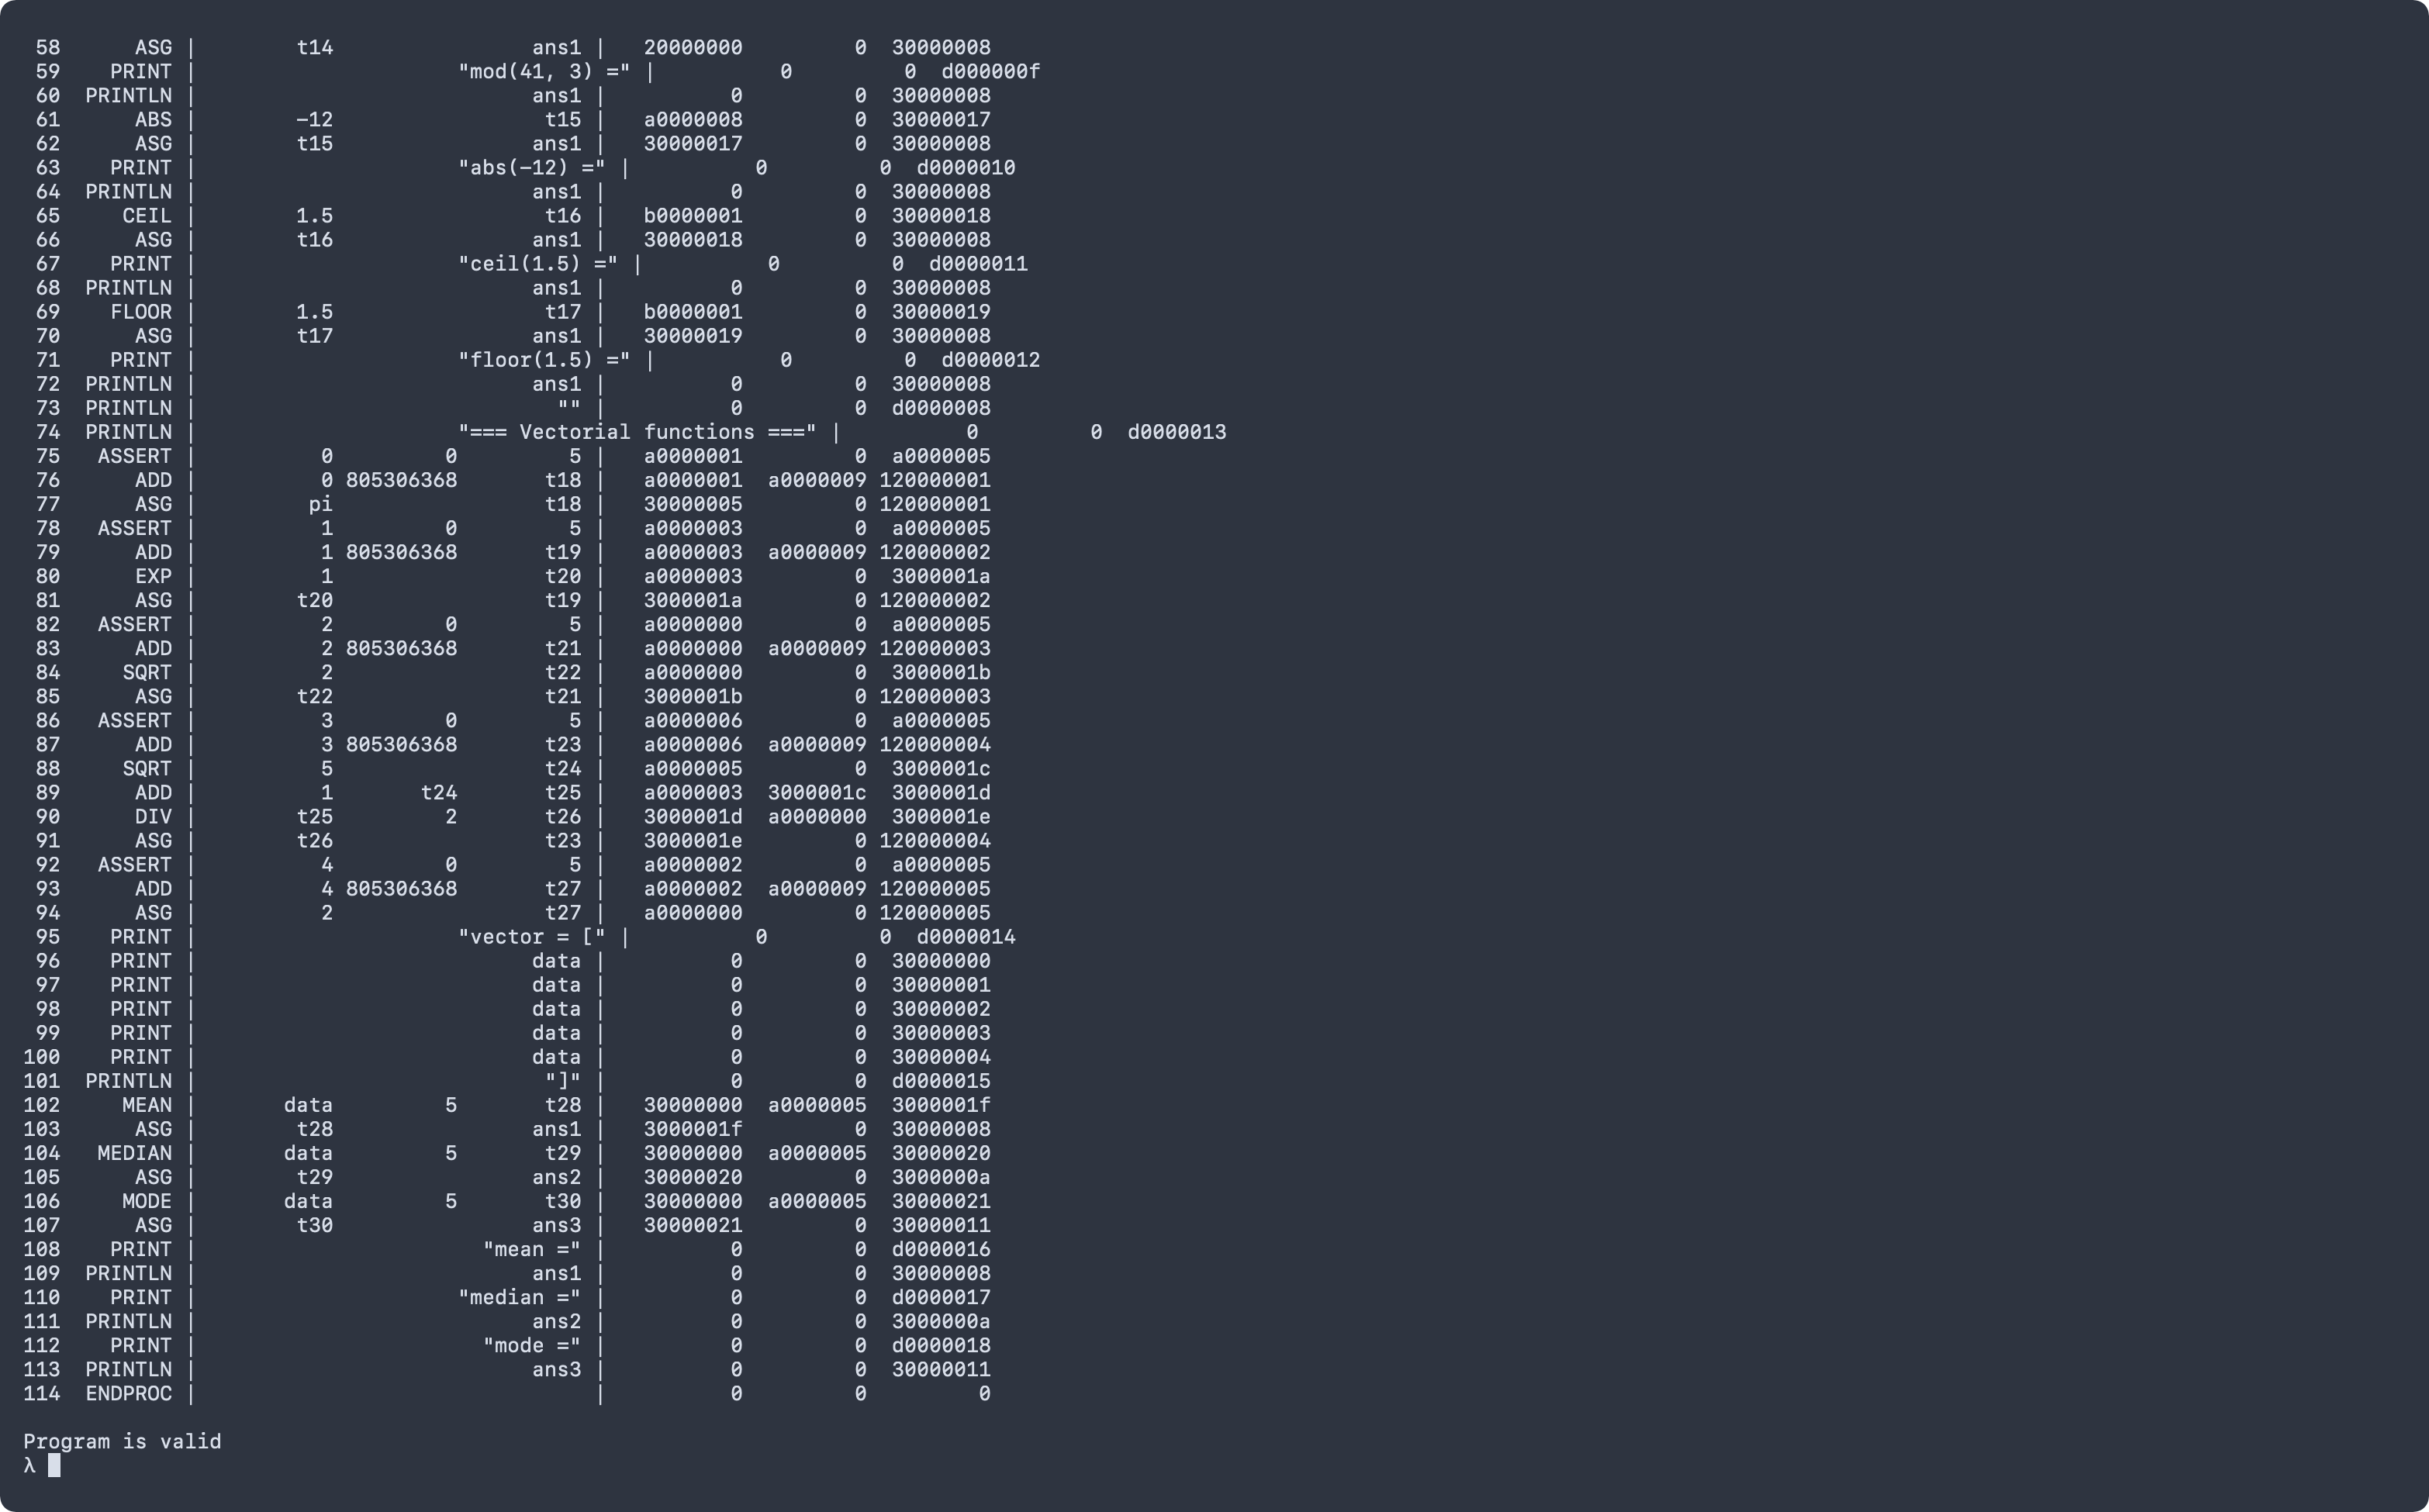 58      ASG |        t14                ans1 |   20000000         0  30000008
59    PRINT |                     "mod(41, 3) =" |          0         0  d000000f
60  PRINTLN |                           ans1 |          0         0  30000008
61      ABS |        −12                 t15 |   a0000008         0  30000017
62      ASG |        t15                ans1 |   30000017         0  30000008
63    PRINT |                     "abs(−12) =" |          0         0  d0000010
64  PRINTLN |                           ans1 |          0         0  30000008
65     CEIL |        1.5                 t16 |   b0000001         0  30000018
66      ASG |        t16                ans1 |   30000018         0  30000008
67    PRINT |                     "ceil(1.5) =" |          0         0  d0000011
68  PRINTLN |                           ans1 |          0         0  30000008
69    FLOOR |        1.5                 t17 |   b0000001         0  30000019
70      ASG |        t17                ans1 |   30000019         0  30000008
71    PRINT |                     "floor(1.5) =" |          0         0  d0000012
72  PRINTLN |                           ans1 |          0         0  30000008
73  PRINTLN |                             "" |          0         0  d0000008
74  PRINTLN |                     "=== Vectorial functions ===" |          0         0  d0000013
75   ASSERT |          0         0         5 |   a0000001         0  a0000005
76      ADD |          0 805306368       t18 |   a0000001  a0000009 120000001
77      ASG |         pi                 t18 |   30000005         0 120000001
78   ASSERT |          1         0         5 |   a0000003         0  a0000005
79      ADD |          1 805306368       t19 |   a0000003  a0000009 120000002
80      EXP |          1                 t20 |   a0000003         0  3000001a
81      ASG |        t20                 t19 |   3000001a         0 120000002
82   ASSERT |          2         0         5 |   a0000000         0  a0000005
83      ADD |          2 805306368       t21 |   a0000000  a0000009 120000003
84     SQRT |          2                 t22 |   a0000000         0  3000001b
85      ASG |        t22                 t21 |   3000001b         0 120000003
86   ASSERT |          3         0         5 |   a0000006         0  a0000005
87      ADD |          3 805306368       t23 |   a0000006  a0000009 120000004
88     SQRT |          5                 t24 |   a0000005         0  3000001c
89      ADD |          1       t24       t25 |   a0000003  3000001c  3000001d
90      DIV |        t25         2       t26 |   3000001d  a0000000  3000001e
91      ASG |        t26                 t23 |   3000001e         0 120000004
92   ASSERT |          4         0         5 |   a0000002         0  a0000005
93      ADD |          4 805306368       t27 |   a0000002  a0000009 120000005
94      ASG |          2                 t27 |   a0000000         0 120000005
95    PRINT |                     "vector = [" |          0         0  d0000014
96    PRINT |                           data |          0         0  30000000
97    PRINT |                           data |          0         0  30000001
98    PRINT |                           data |          0         0  30000002
99    PRINT |                           data |          0         0  30000003
100    PRINT |                           data |          0         0  30000004
101  PRINTLN |                            "]" |          0         0  d0000015
102     MEAN |       data         5       t28 |   30000000  a0000005  3000001f
103      ASG |        t28                ans1 |   3000001f         0  30000008
104   MEDIAN |       data         5       t29 |   30000000  a0000005  30000020
105      ASG |        t29                ans2 |   30000020         0  3000000a
106     MODE |       data         5       t30 |   30000000  a0000005  30000021
107      ASG |        t30                ans3 |   30000021         0  30000011
108    PRINT |                       "mean =" |          0         0  d0000016
109  PRINTLN |                           ans1 |          0         0  30000008
110    PRINT |                     "median =" |          0         0  d0000017
111  PRINTLN |                           ans2 |          0         0  3000000a
112    PRINT |                       "mode =" |          0         0  d0000018
113  PRINTLN |                           ans3 |          0         0  30000011
114  ENDPROC |                                |          0         0         0
Program is valid
λ